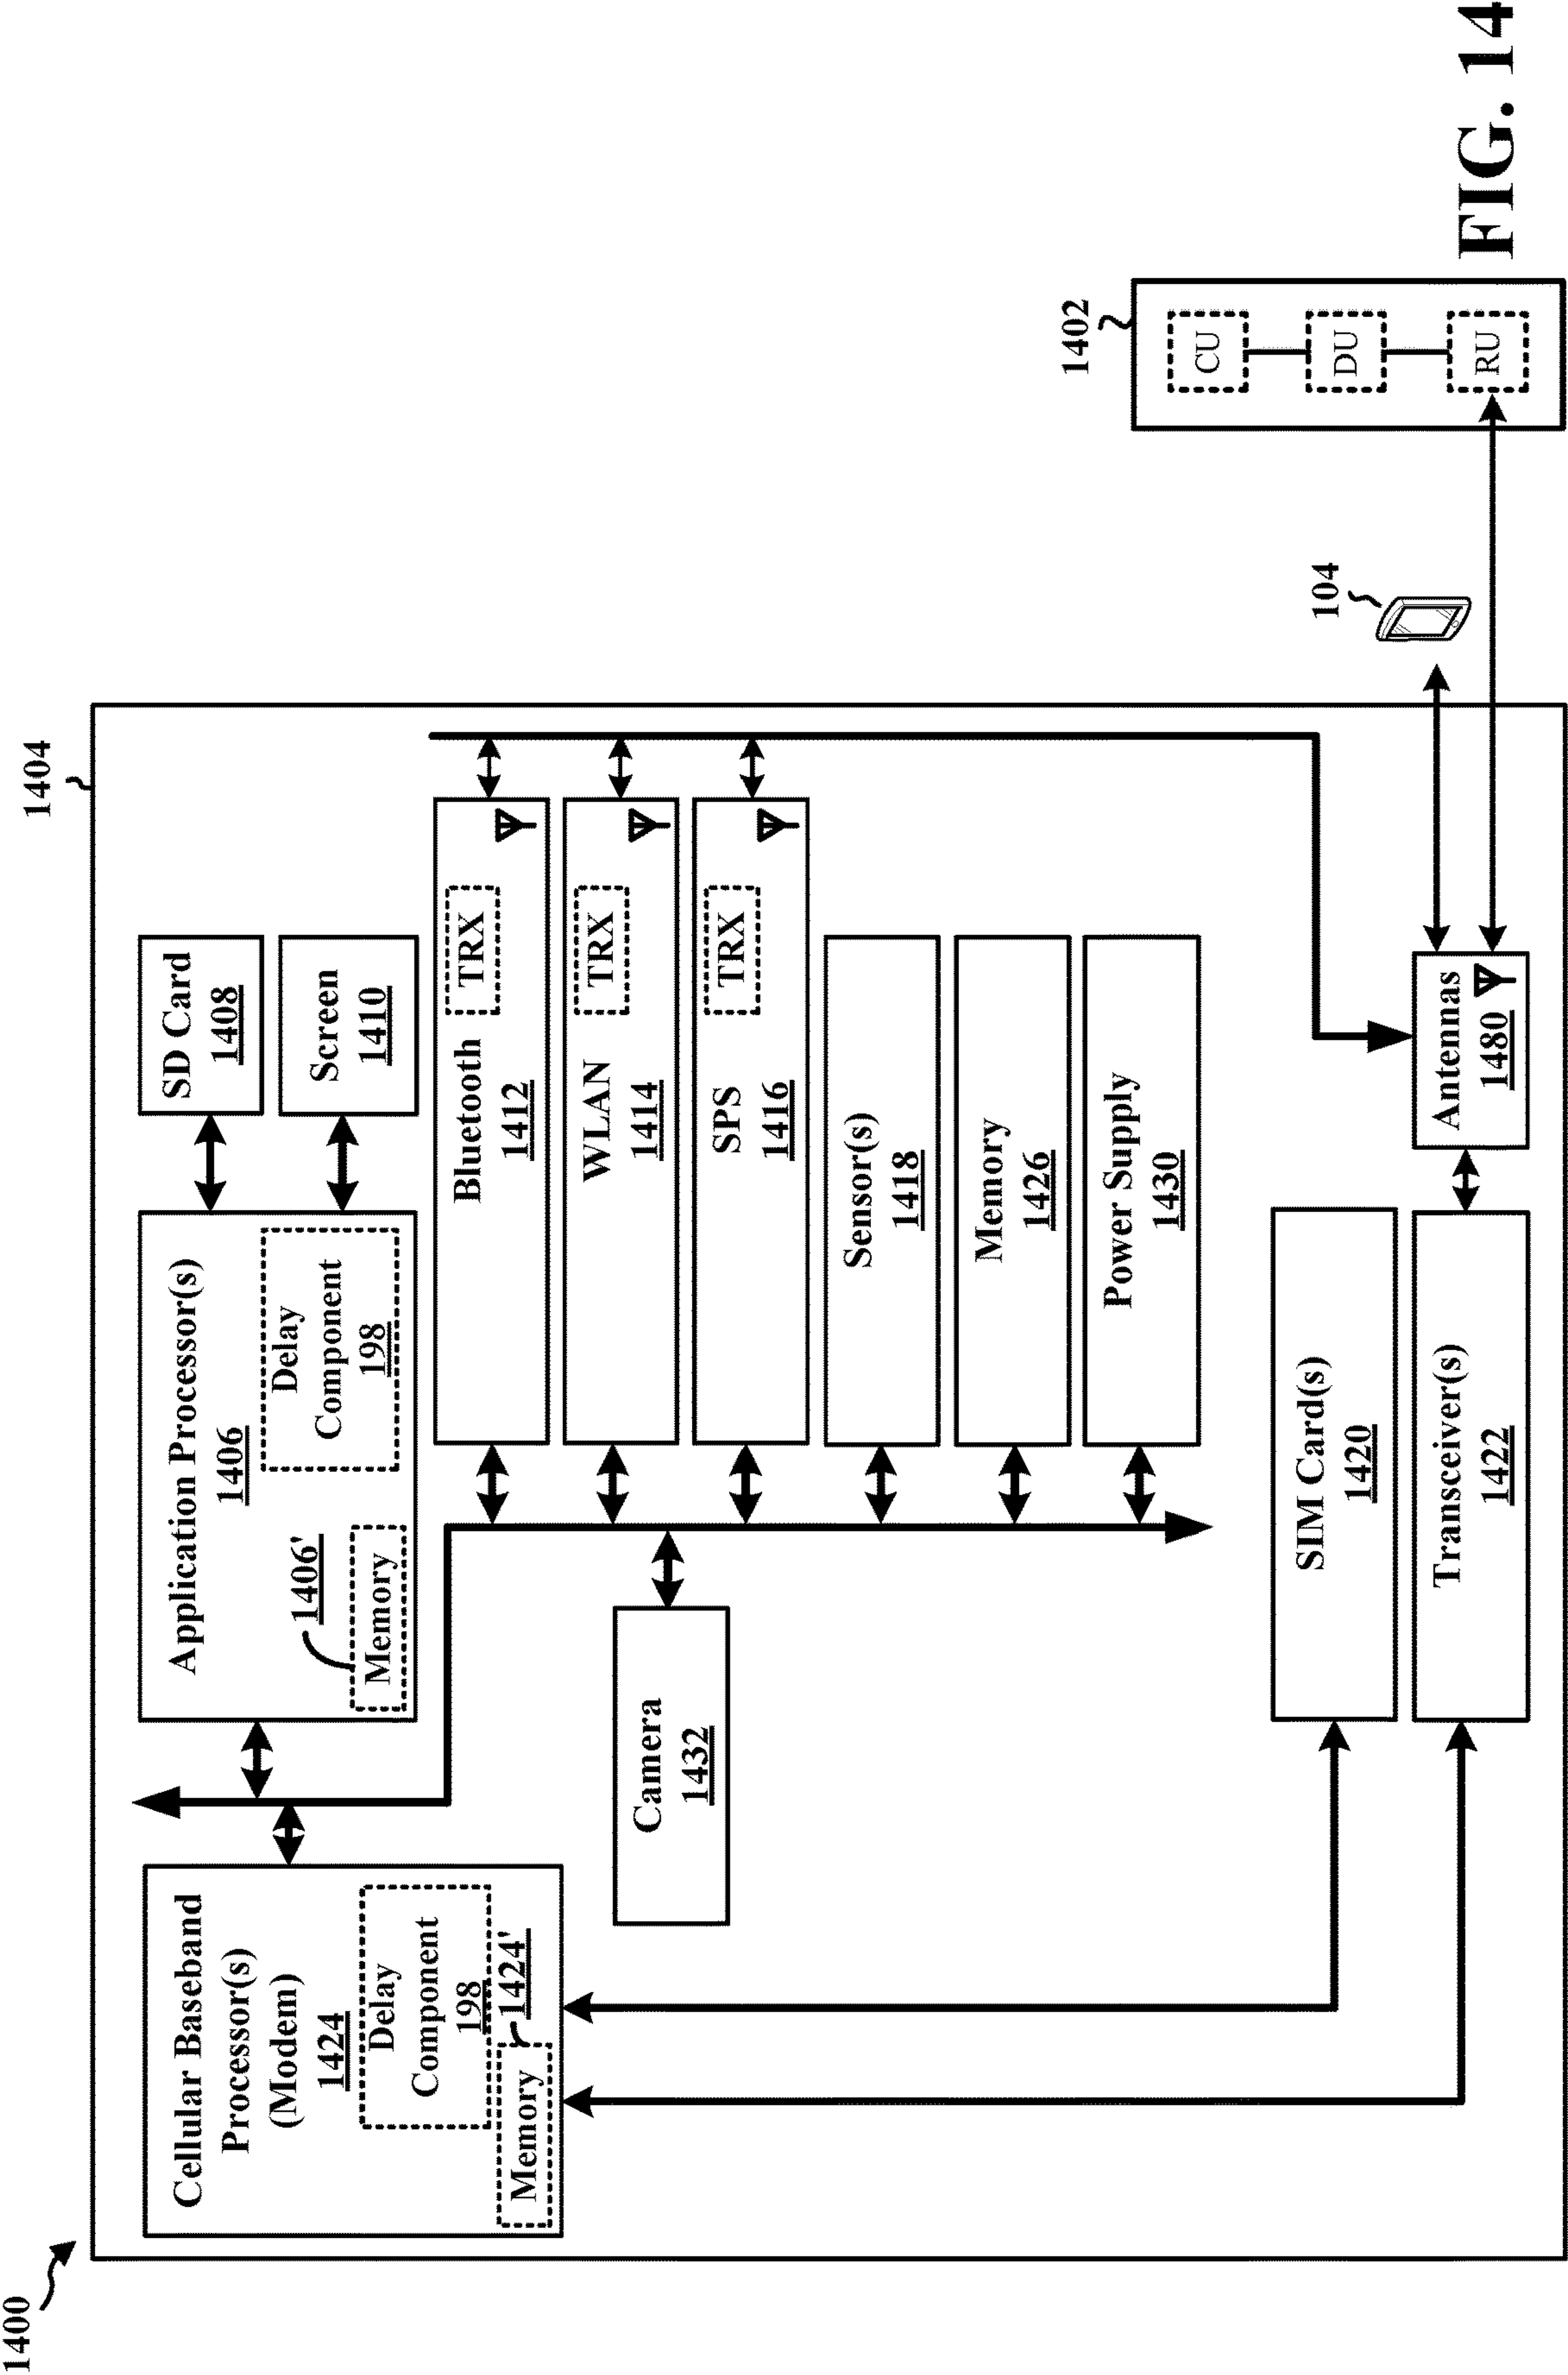 1400
1404
Cellular Baseband
Processor(s)
(Modem)
1424
Delay
Component
198
1424'
Memory
Application Processor(s)
1406
1406'
Memory
Delay
Component
198
SD Card
1408
Screen
1410
Bluetooth
1412
TRX
WLAN
1414
TRX
SPS
1416
TRX
Sensor(s)
1418
Memory
1426
Power Supply
1430
Camera
1432
SIM Card(s)
1420
Transceiver(s)
1422
Antennas
1480
104
1402
CU
DU
RU
FIG. 14